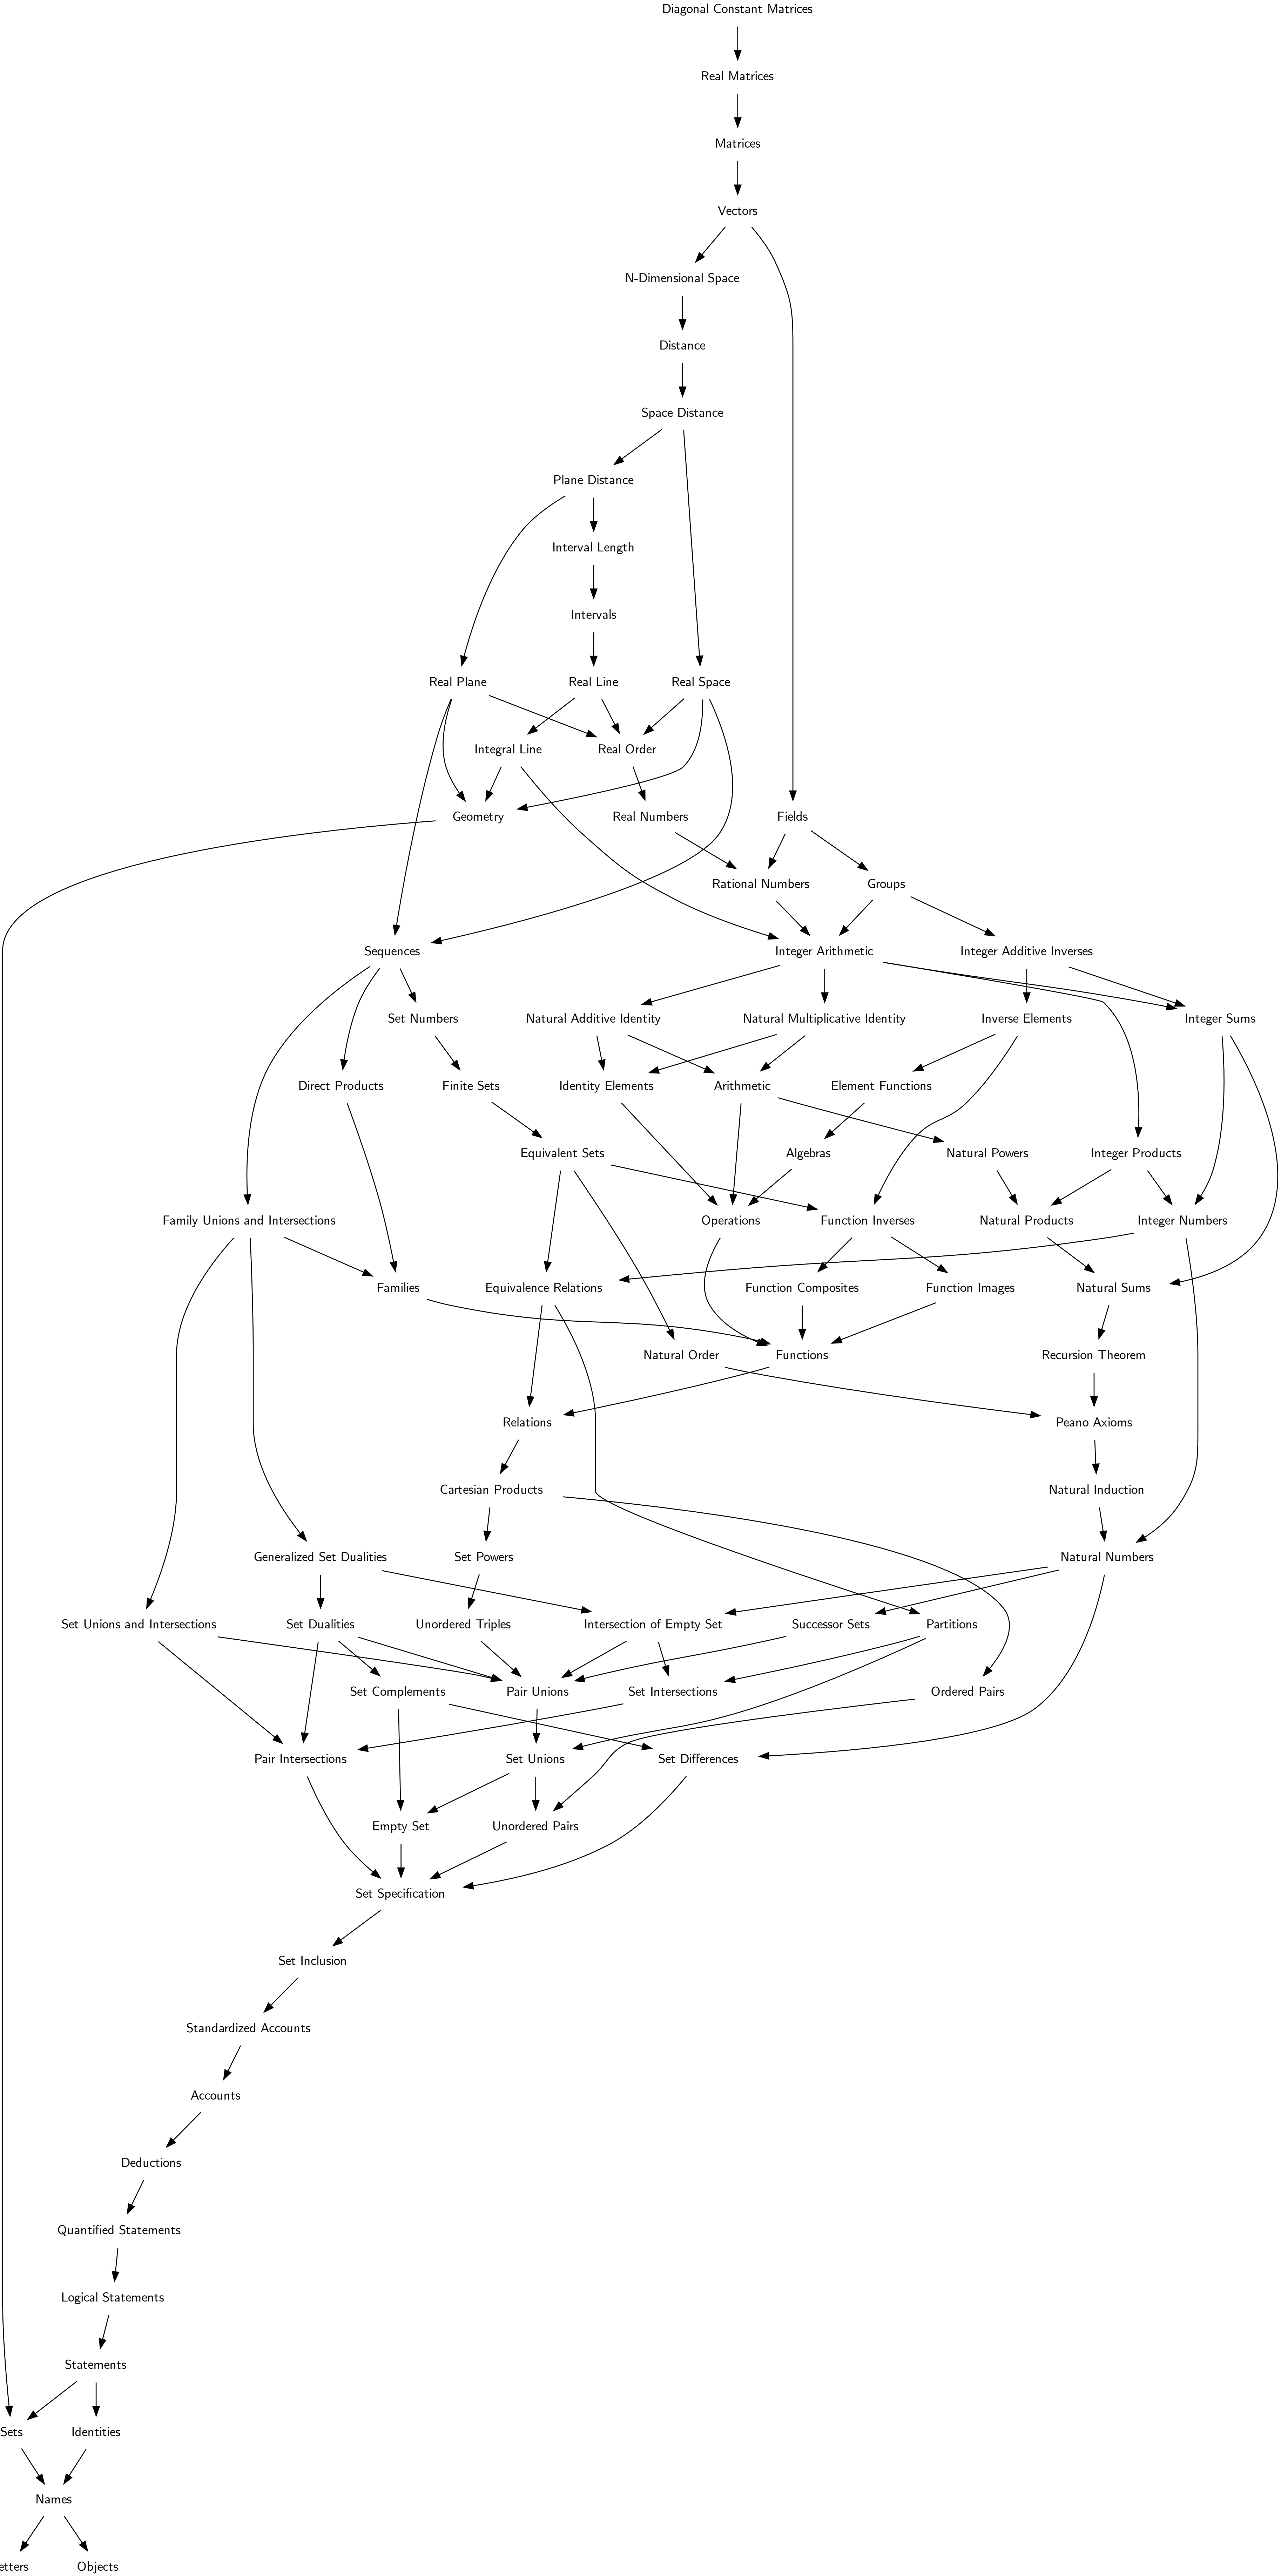 Diagonal Constant Matrices
Real Matrices
Matrices
Vectors
N-Dimensional Space
Distance
Space Distance
Plane Distance
Interval Length
Intervals
Real Plane
Real Line
Real Space
Integral Line
Real Order
Geometry
Real Numbers
Fields
Rational Numbers
Groups
Sequences
Integer Arithmetic
Integer Additive Inverses
Set Numbers
Natural Additive Identity
Natural Multiplicative Identity
Inverse Elements
Integer Sums
Direct Products
Finite Sets
Identity Elements
Arithmetic
Element Functions
Equivalent Sets
Algebras
Natural Powers
Integer Products
Family Unions and Intersections
Operations
Function Inverses
Natural Products
Integer Numbers
Families
Equivalence Relations
Function Composites
Function Images
Natural Sums
Natural Order
Functions
Recursion Theorem
Relations
Peano Axioms
Cartesian Products
Natural Induction
Generalized Set Dualities
Set Powers
Natural Numbers
Set Unions and Intersections
Set Dualities
Unordered Triples
Intersection of Empty Set
Successor Sets
Partitions
Set Complements
Pair Unions
Set Intersections
Ordered Pairs
Pair Intersections
Set Unions
Set Differences
Empty Set
Unordered Pairs
Set Specification
Set Inclusion
Standardized Accounts
Accounts
Deductions
Quantified Statements
Logical Statements
Statements
Sets
Identities
Names
etters
Objects